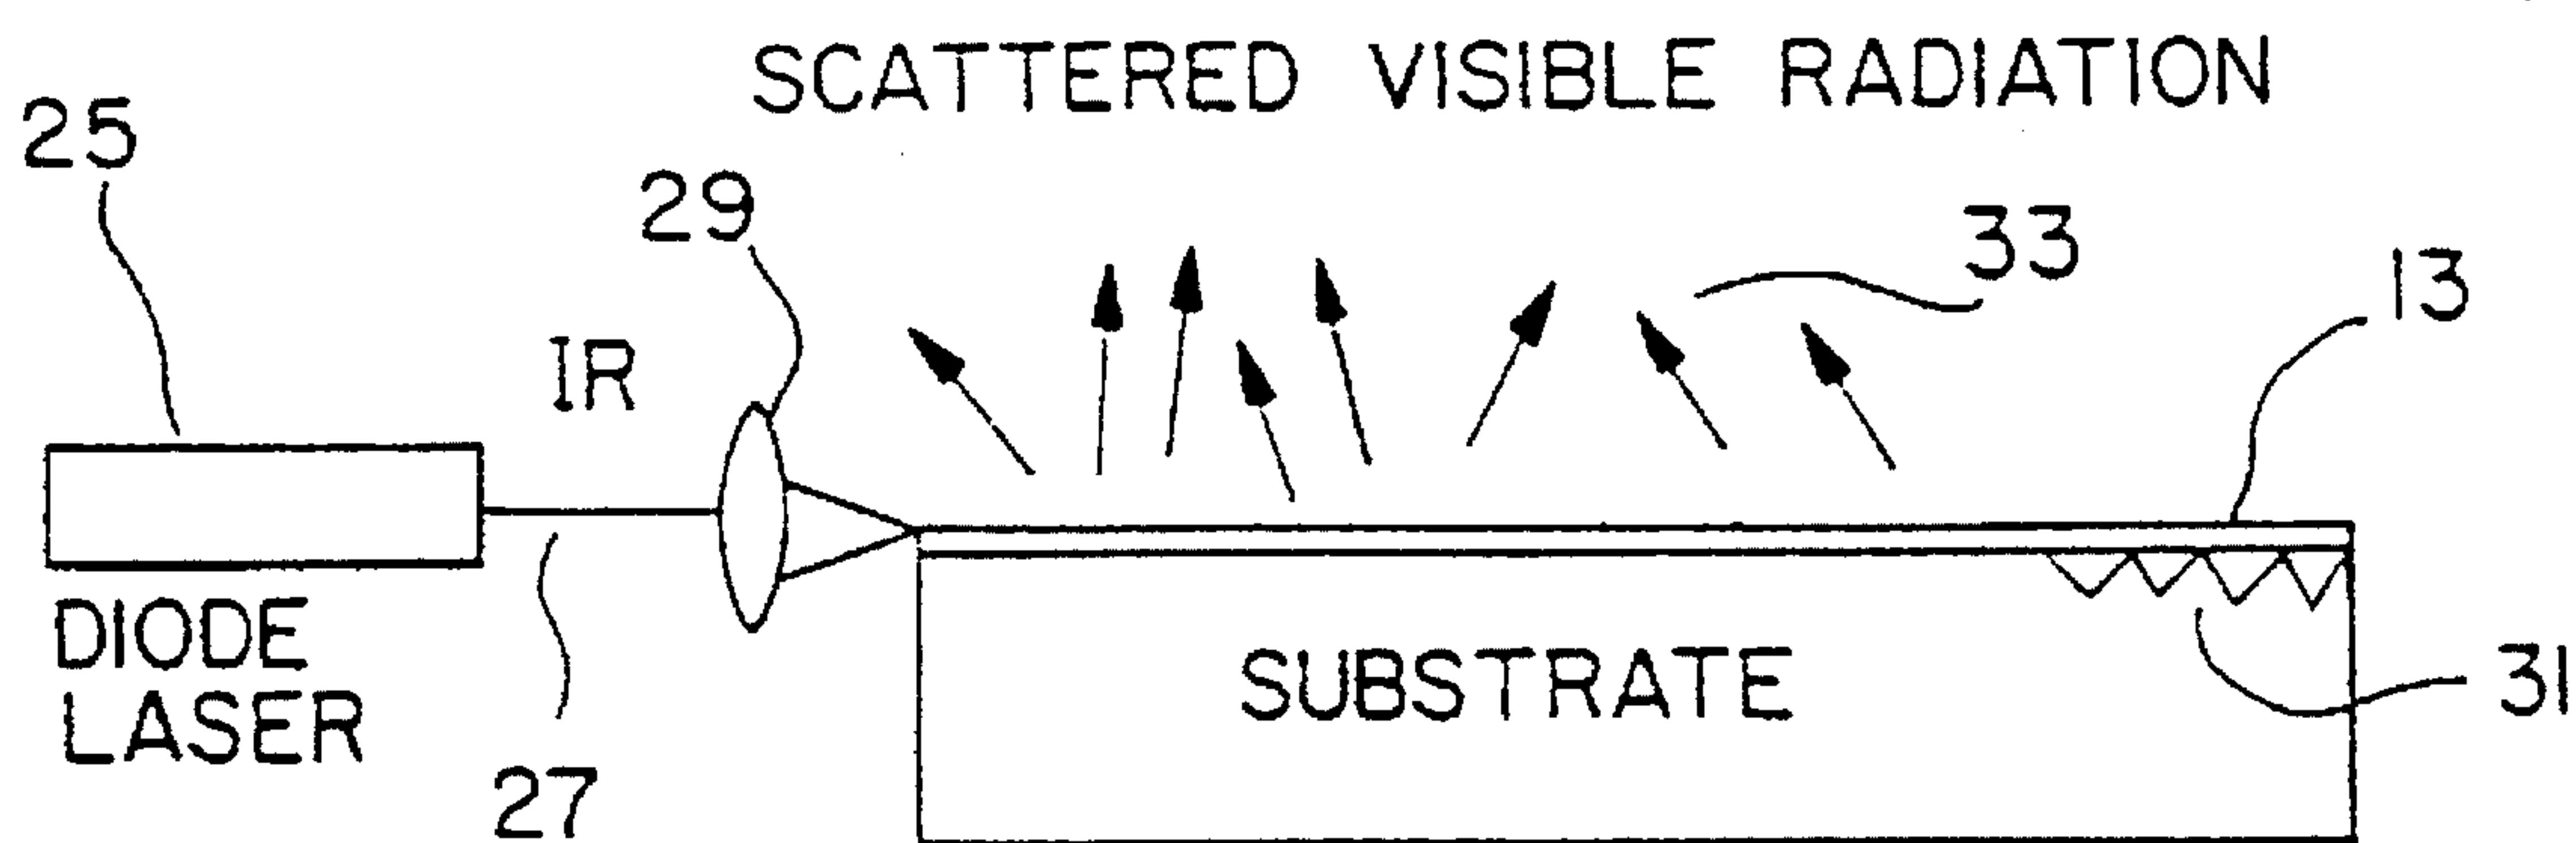 SCATTERED VISIBLE RADIATION
25
29
33
13
IR
DIODE
LASER
SUBSTRATE
31
27